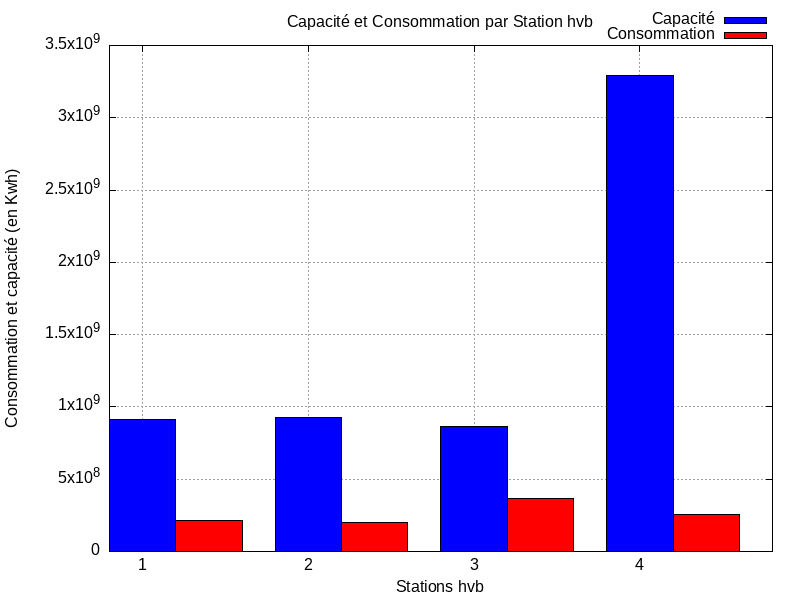 Capacité et Consommation par Station hvb
Capacité
Consommation
3.5x10⁹
3x10⁹
2.5x10⁹
2x10⁹
1.5x10⁹
1x10⁹
5x10⁸
0
Consommation et capacité (en Kwh)
1 2 3 4
Stations hvb